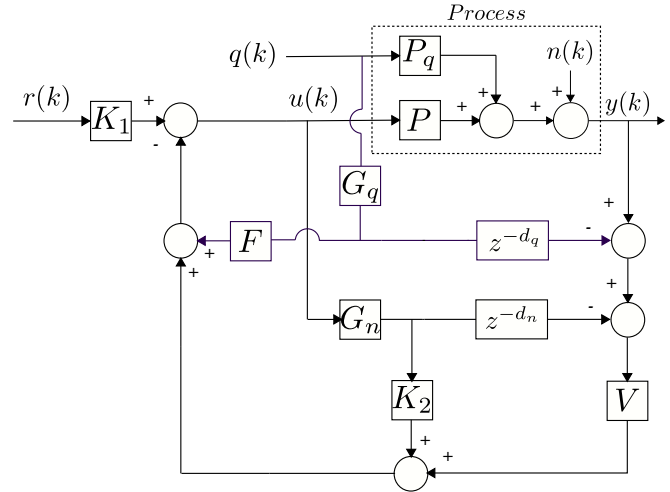 Process
q(k)
P_q
n(k)
r(k)
u(k)
y(k)
+
+
+
+
+
K_1
P
-
G_q
+
F
z^{-d_q}
-
+
+
+
G_n
z^{-d_n}
-
K_2
V
+
+